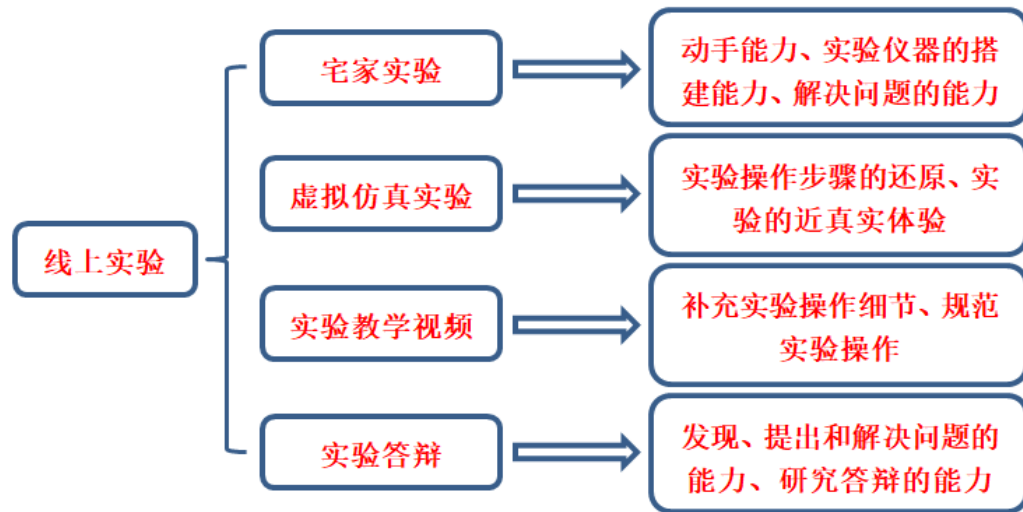 线上实验
宅家实验
动手能力、实验仪器的搭
建能力、解决问题的能力
虚拟仿真实验
实验操作步骤的还原、实
验的近真实体验
实验教学视频
补充实验操作细节、规范
实验操作
实验答辩
发现、提出和解决问题的
能力、研究答辩的能力